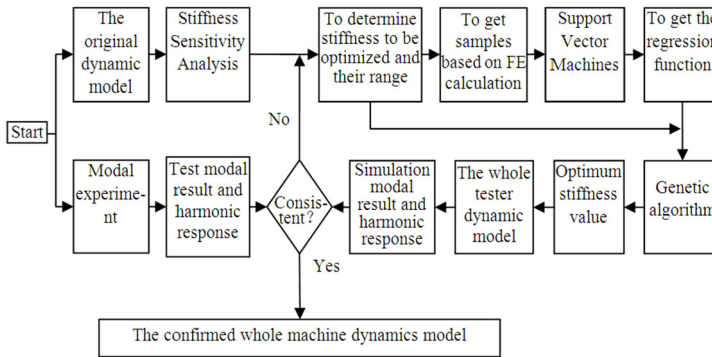 The
original
dynamic
model
Stiffness
Sensitivity
Analysis
To determine
stiffness to be
optimized and
their range
To get
samples
based on FE
calculation
Support
Vector
Machines
To get the
regression
function
Start
No
Modal
experime-
nt
Test modal
result and
harmonic
response
Consis-
tent?
Simulation
modal
result and
harmonic
response
The whole
tester
dynamic
model
Optimum
stiffness
value
Genetic
algorithm
Yes
The confirmed whole machine dynamics model